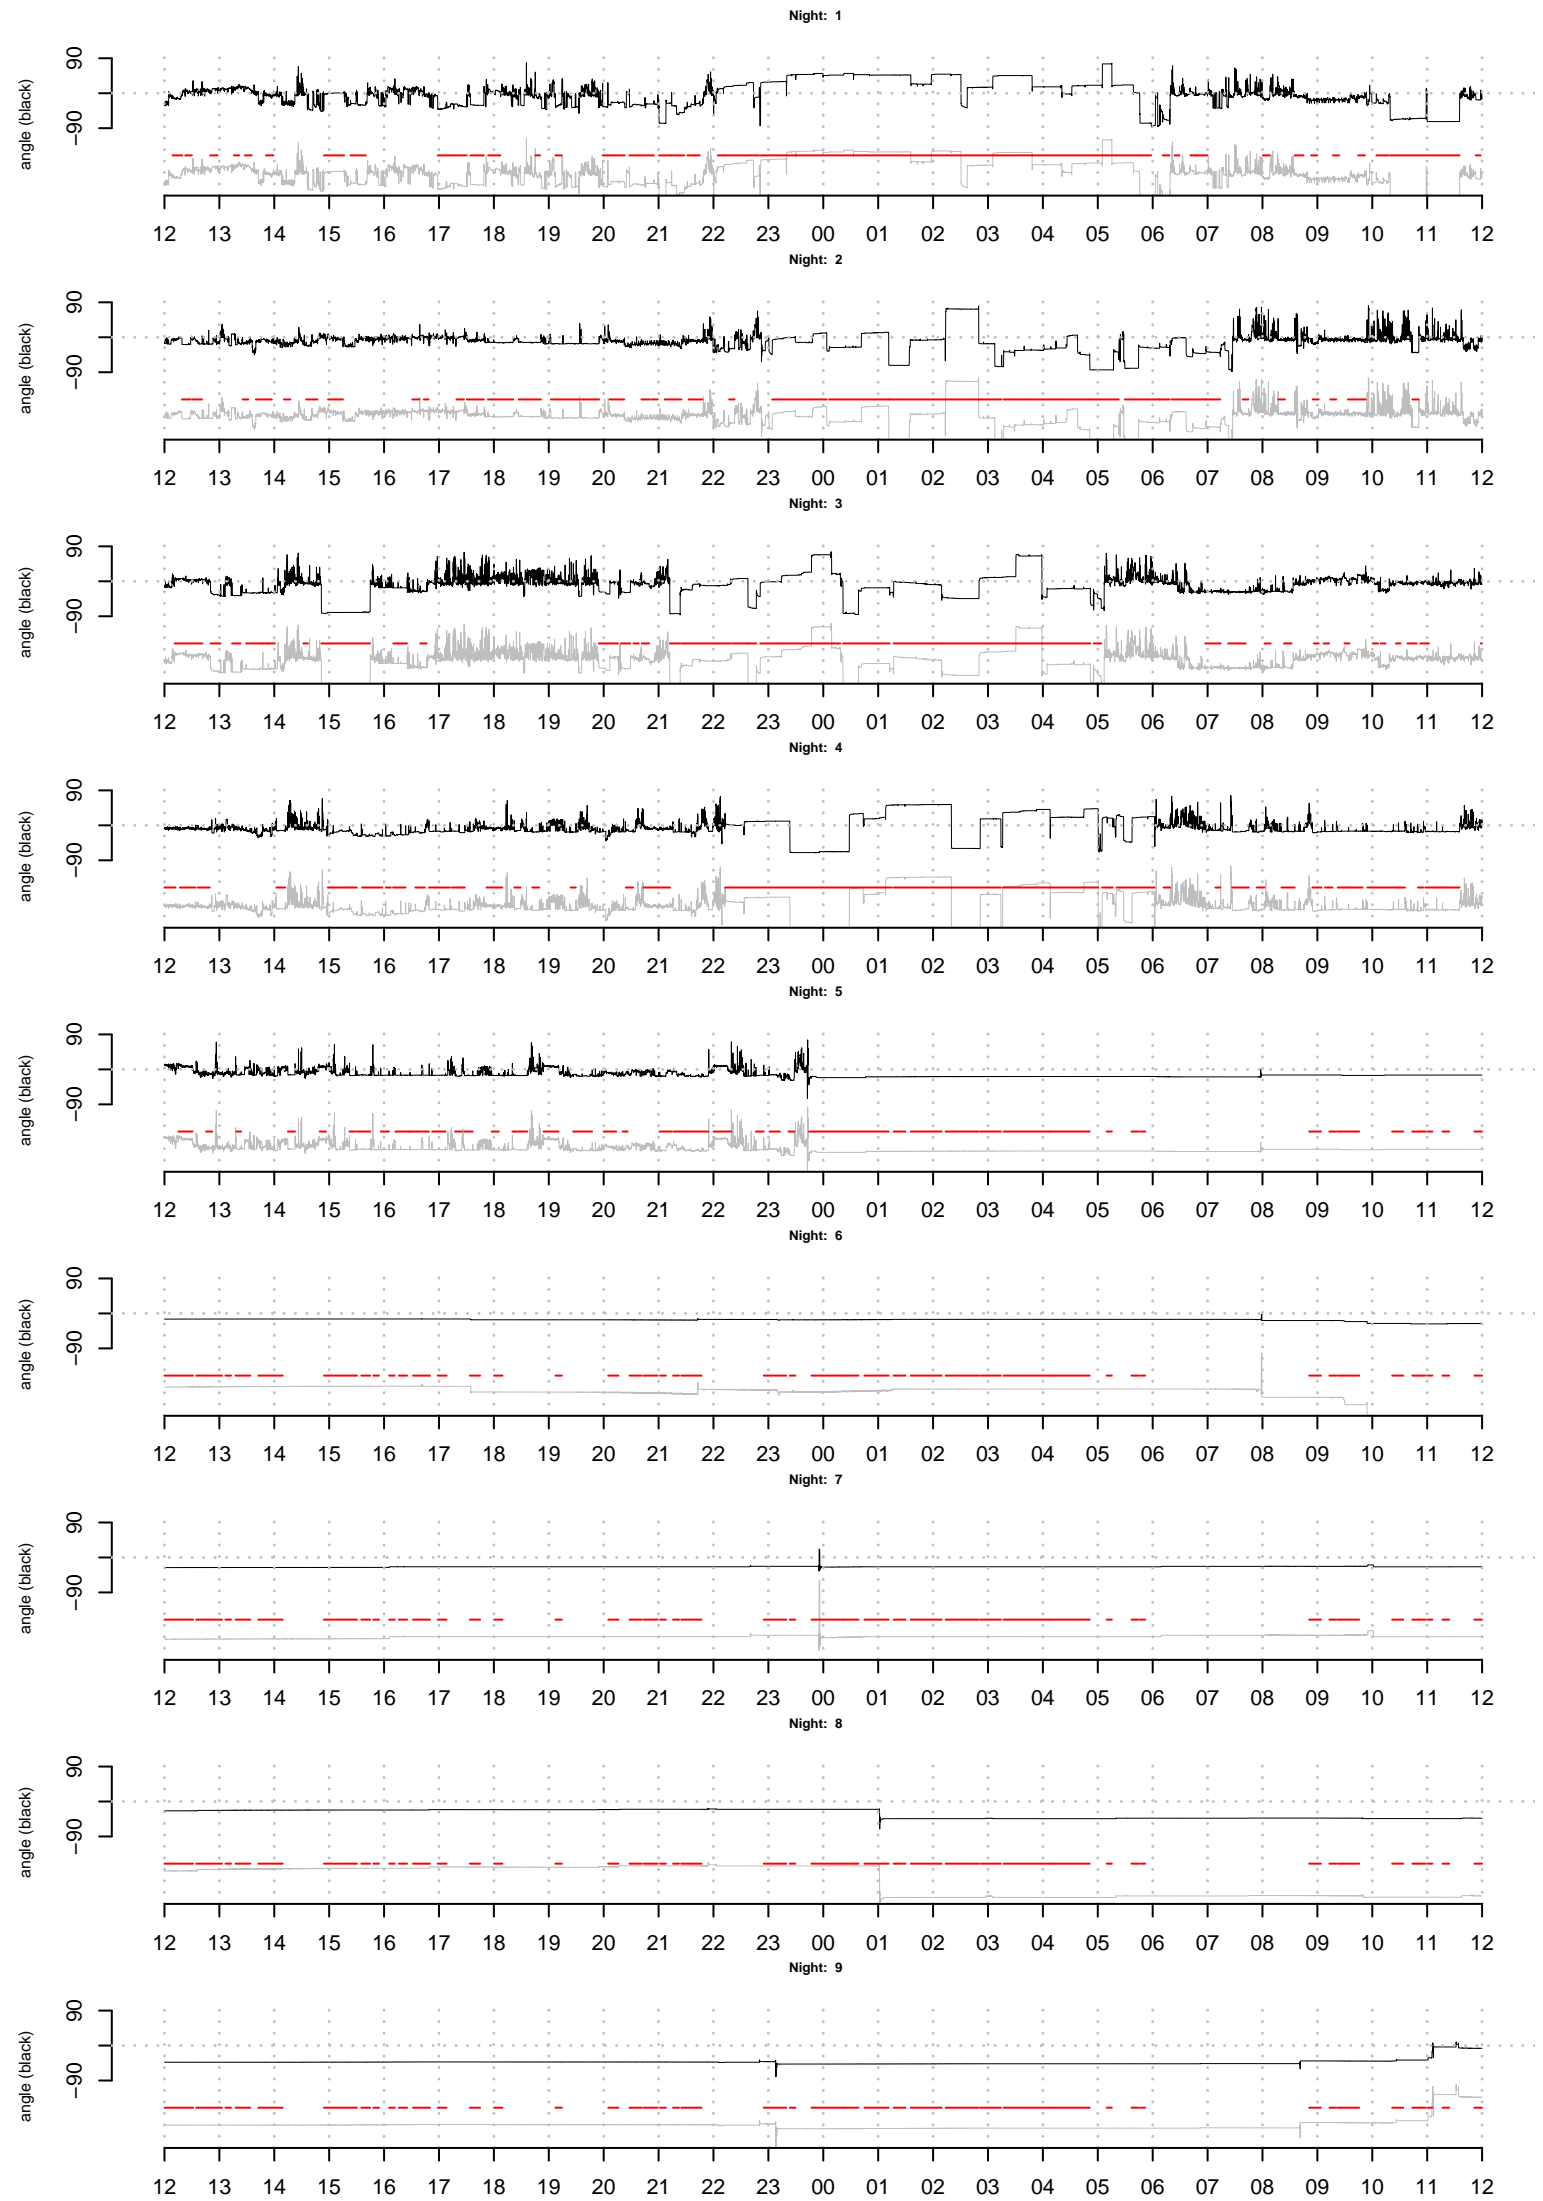 Night: 1
90
-90
angle (black)
12 13 14 15 16 17 18 19 20 21 22 23 00 01 02 03 04 05 06 07 08 09 10 11 12
Night: 2
90
-90
angle (black)
12 13 14 15 16 17 18 19 20 21 22 23 00 01 02 03 04 05 06 07 08 09 10 11 12
Night: 3
90
-90
angle (black)
12 13 14 15 16 17 18 19 20 21 22 23 00 01 02 03 04 05 06 07 08 09 10 11 12
Night: 4
90
-90
angle (black)
12 13 14 15 16 17 18 19 20 21 22 23 00 01 02 03 04 05 06 07 08 09 10 11 12
Night: 5
90
-90
angle (black)
12 13 14 15 16 17 18 19 20 21 22 23 00 01 02 03 04 05 06 07 08 09 10 11 12
Night: 6
90
-90
angle (black)
12 13 14 15 16 17 18 19 20 21 22 23 00 01 02 03 04 05 06 07 08 09 10 11 12
Night: 7
90
-90
angle (black)
12 13 14 15 16 17 18 19 20 21 22 23 00 01 02 03 04 05 06 07 08 09 10 11 12
Night: 8
90
-90
angle (black)
12 13 14 15 16 17 18 19 20 21 22 23 00 01 02 03 04 05 06 07 08 09 10 11 12
Night: 9
90
-90
angle (black)
12 13 14 15 16 17 18 19 20 21 22 23 00 01 02 03 04 05 06 07 08 09 10 11 12